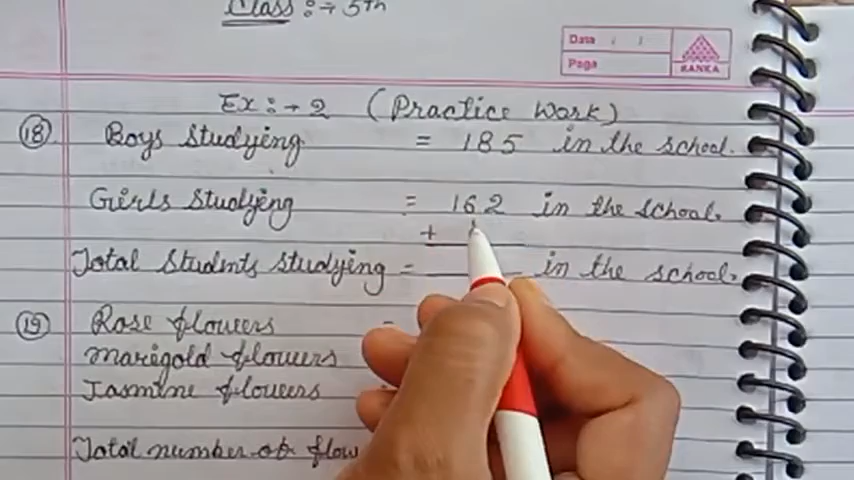 Class :→ 5th
Date / /
Page
RANKA
Ex :→ 2 (Practice Work)
18 Boys Studying = 185 in the school.
Girls Studying = 162 in the school.
+
Total Students studying = in the school.
19 Rose flowers =
Marigold flowers
Jasmine flowers
Total number of flow